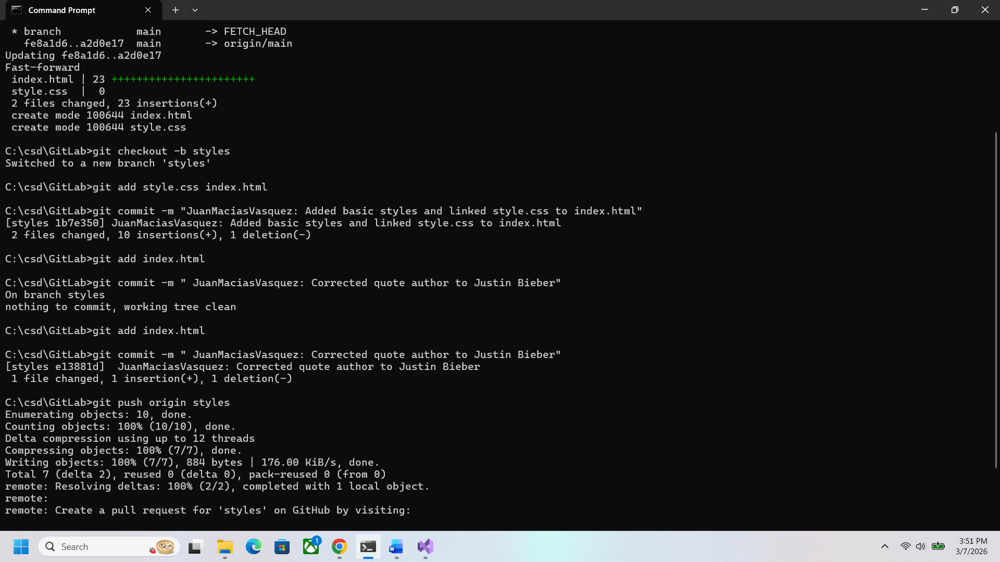 Command Prompt
* branch            main       -> FETCH_HEAD
   fe8a1d6..a2d0e17  main       -> origin/main
Updating fe8a1d6..a2d0e17
Fast-forward
 index.html | 23 +++++++++++++++++++++++
 style.css  |  0
 2 files changed, 23 insertions(+)
 create mode 100644 index.html
 create mode 100644 style.css
C:\csd\GitLab>git checkout -b styles
Switched to a new branch 'styles'
C:\csd\GitLab>git add style.css index.html
C:\csd\GitLab>git commit -m "JuanMaciasVasquez: Added basic styles and linked style.css to index.html"
[styles 1b7e350] JuanMaciasVasquez: Added basic styles and linked style.css to index.html
 2 files changed, 10 insertions(+), 1 deletion(-)
C:\csd\GitLab>git add index.html
C:\csd\GitLab>git commit -m " JuanMaciasVasquez: Corrected quote author to Justin Bieber"
On branch styles
nothing to commit, working tree clean
C:\csd\GitLab>git add index.html
C:\csd\GitLab>git commit -m " JuanMaciasVasquez: Corrected quote author to Justin Bieber"
[styles e13881d]  JuanMaciasVasquez: Corrected quote author to Justin Bieber
 1 file changed, 1 insertion(+), 1 deletion(-)
C:\csd\GitLab>git push origin styles
Enumerating objects: 10, done.
Counting objects: 100% (10/10), done.
Delta compression using up to 12 threads
Compressing objects: 100% (7/7), done.
Writing objects: 100% (7/7), 884 bytes | 176.00 KiB/s, done.
Total 7 (delta 2), reused 0 (delta 0), pack-reused 0 (from 0)
remote: Resolving deltas: 100% (2/2), completed with 1 local object.
remote:
remote: Create a pull request for 'styles' on GitHub by visiting:
Search
1
3:51 PM
3/7/2026